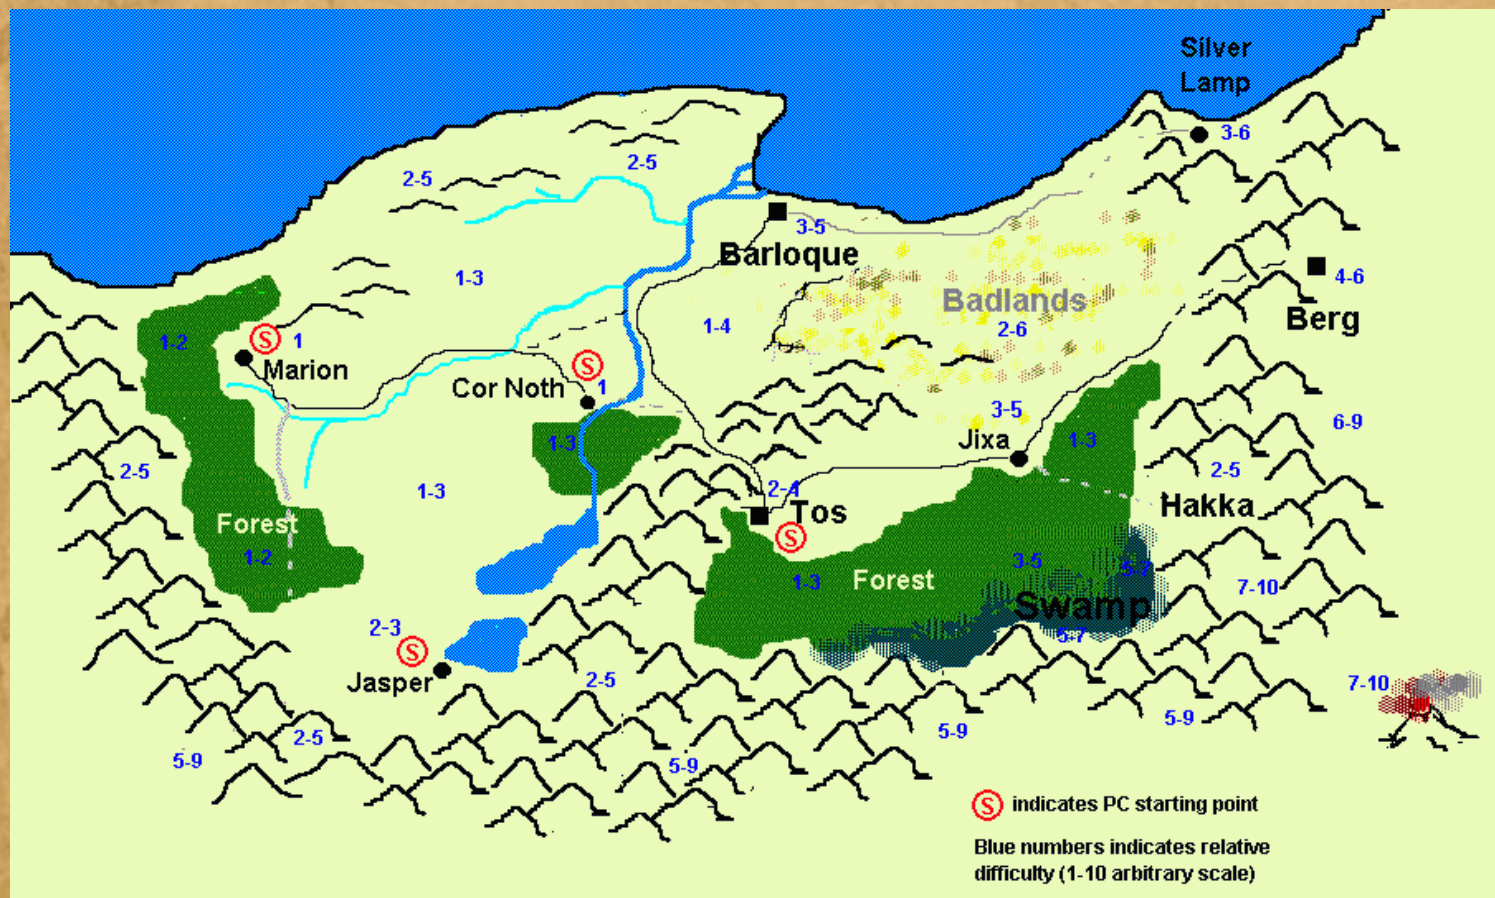 Silver
Lamp
3-6
2-5
2-5
3-5
Barloque
1-3
4-6
Badlands
Berg
1-4
2-6
1-2
S
1
Marion
S
Cor Noth
1
3-5
Jixa
1-3
1-3
6-9
2-5
2-5
1-3
2-4
Hakka
Tos
S
Forest
1-2
3-5
5-7
1-3
Forest
7-10
Swamp
5-7
2-3
S
Jasper
2-5
7-10
5-9
5-9
2-5
5-9
5-9
S indicates PC starting point
Blue numbers indicates relative
difficulty (1-10 arbitrary scale)